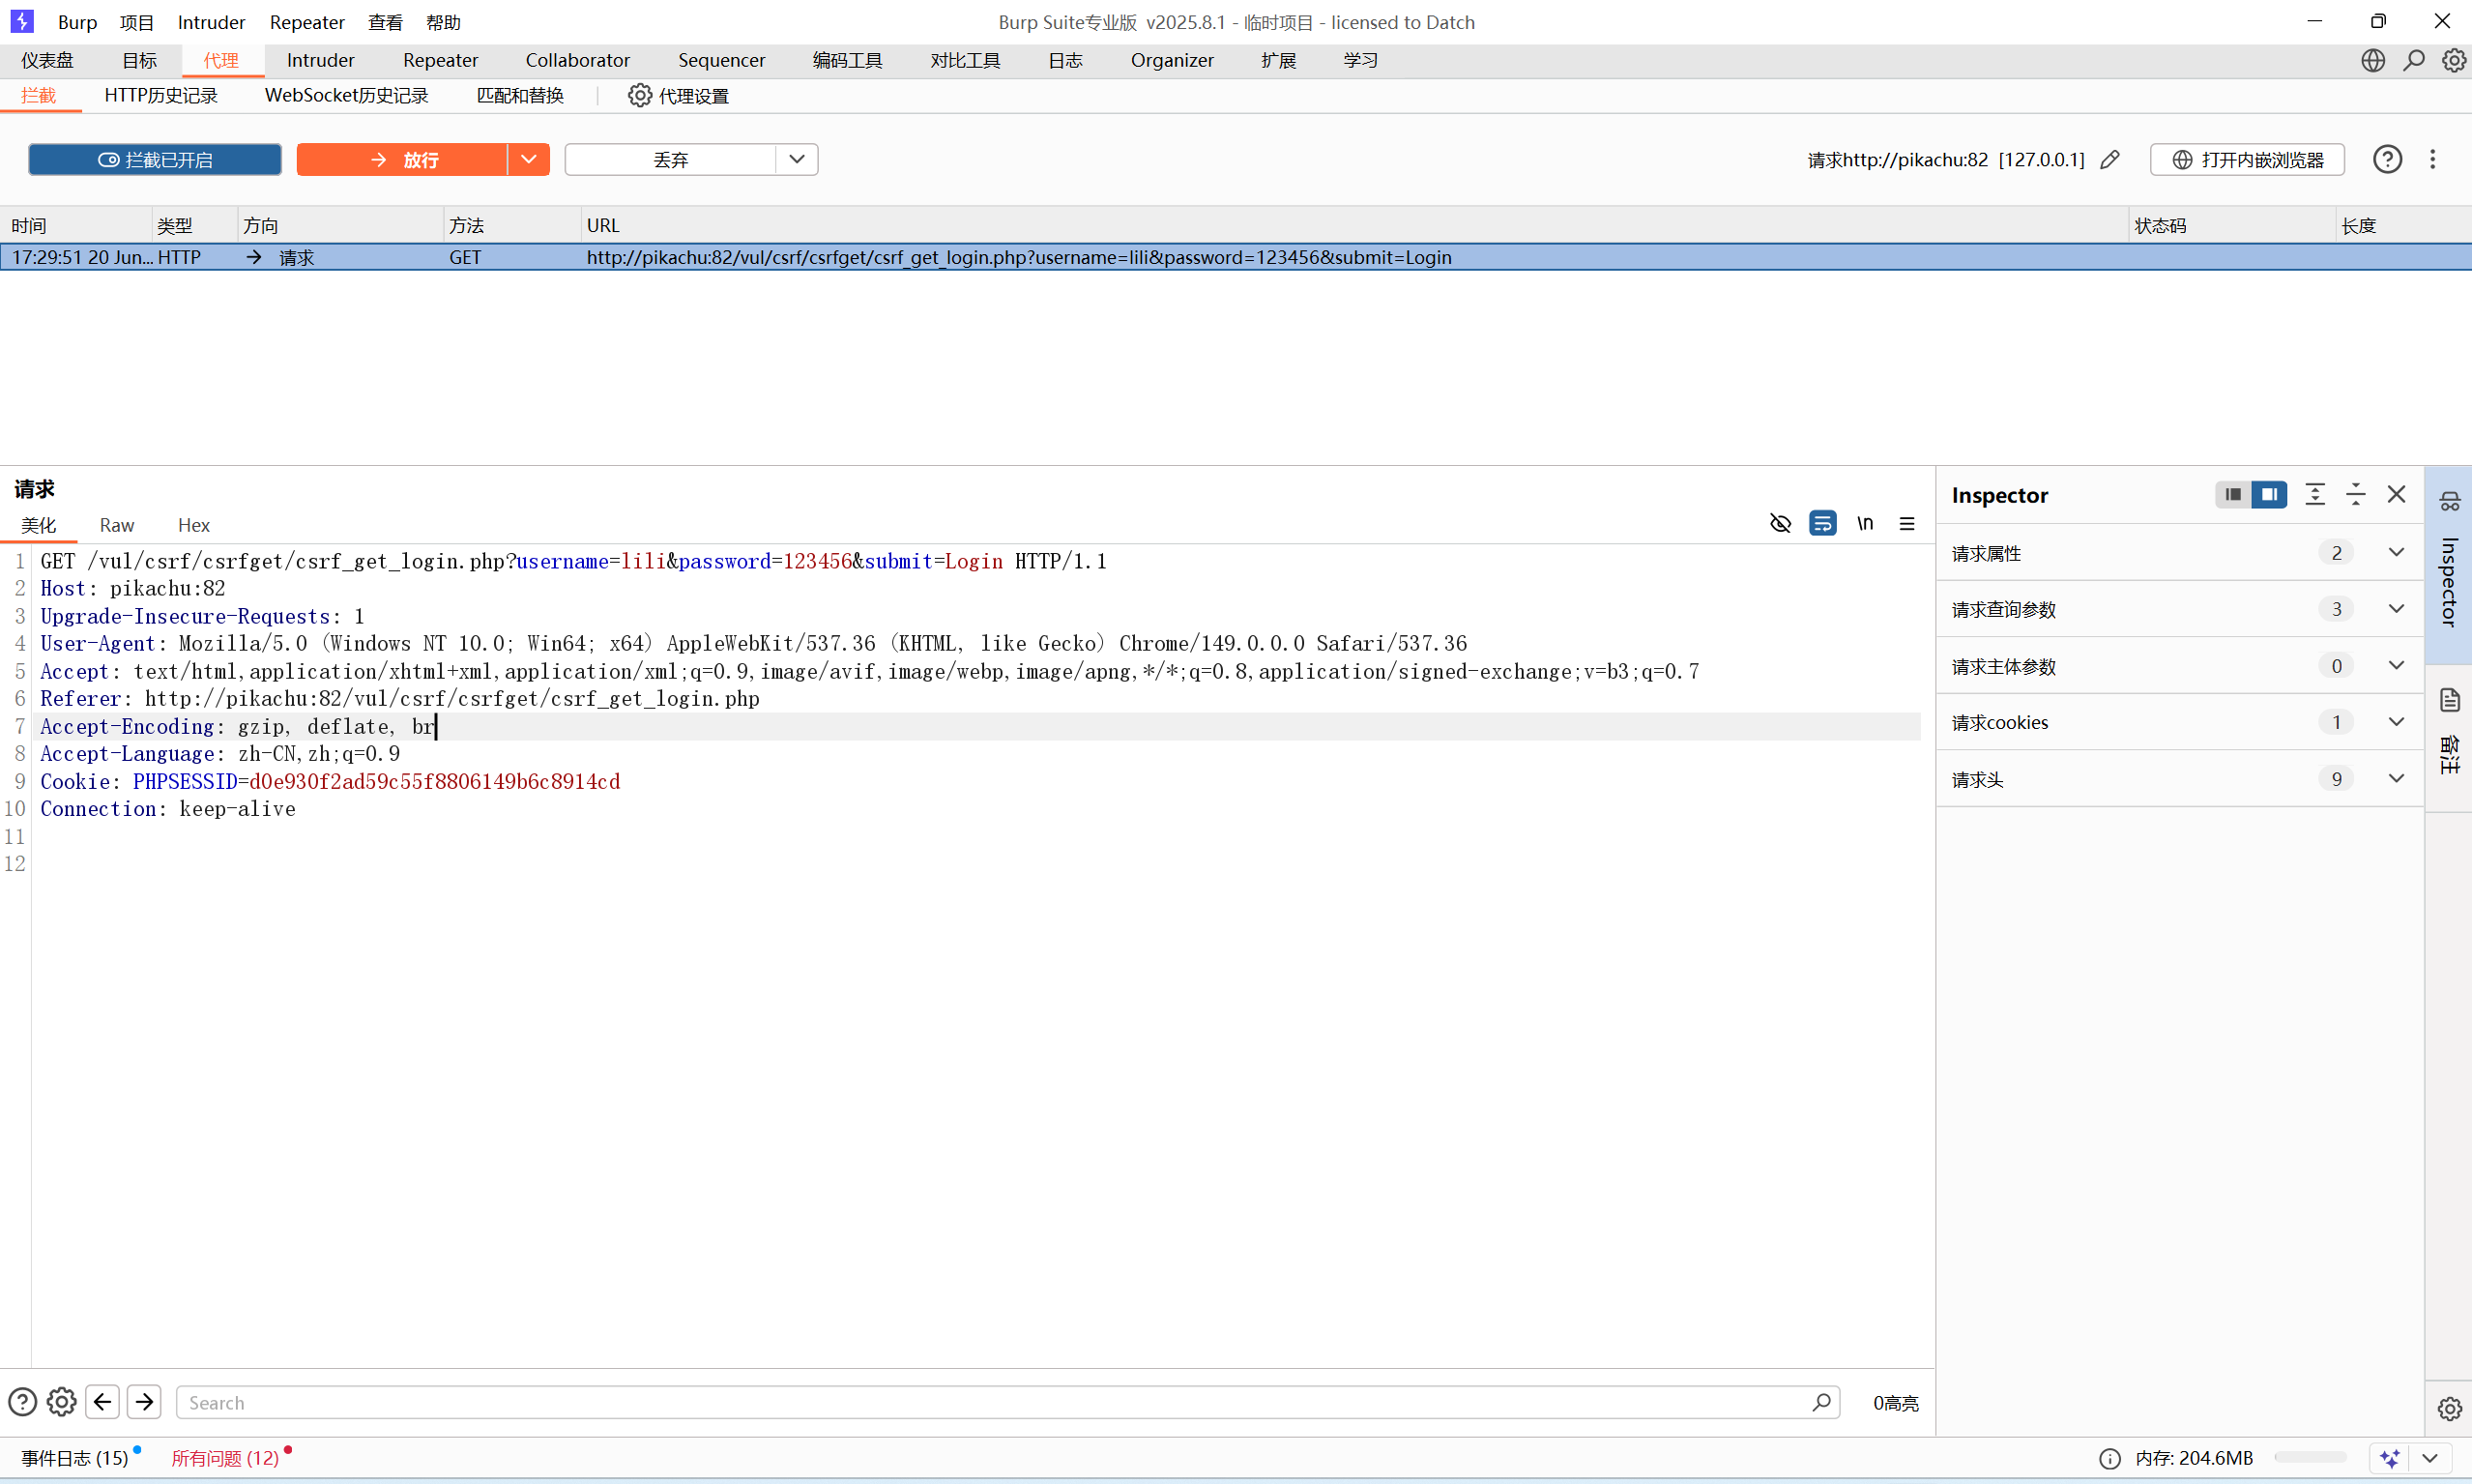 Burp 项目 Intruder Repeater 查看 帮助 Burp Suite专业版 v2025.8.1 - 临时项目 - licensed to Datch
仪表盘 目标 代理 Intruder Repeater Collaborator Sequencer 编码工具 对比工具 日志 Organizer 扩展 学习
拦截 HTTP历史记录 WebSocket历史记录 匹配和替换 代理设置
拦截已开启 放行 丢弃 请求http://pikachu:82 [127.0.0.1] 打开内嵌浏览器
时间 类型 方向 方法 URL 状态码 长度
17:29:51 20 Jun... HTTP 请求 GET http://pikachu:82/vul/csrf/csrfget/csrf_get_login.php?username=lili&password=123456&submit=Login
请求
美化 Raw Hex \n
1 GET /vul/csrf/csrfget/csrf_get_login.php?username=lili&password=123456&submit=Login HTTP/1.1
2 Host: pikachu:82
3 Upgrade-Insecure-Requests: 1
4 User-Agent: Mozilla/5.0 (Windows NT 10.0; Win64; x64) AppleWebKit/537.36 (KHTML, like Gecko) Chrome/149.0.0.0 Safari/537.36
5 Accept: text/html,application/xhtml+xml,application/xml;q=0.9,image/avif,image/webp,image/apng,*/*;q=0.8,application/signed-exchange;v=b3;q=0.7
6 Referer: http://pikachu:82/vul/csrf/csrfget/csrf_get_login.php
7 Accept-Encoding: gzip, deflate, br
8 Accept-Language: zh-CN,zh;q=0.9
9 Cookie: PHPSESSID=d0e930f2ad59c55f8806149b6c8914cd
10 Connection: keep-alive
11
12
Inspector
请求属性 2
请求查询参数 3
请求主体参数 0
请求cookies 1
请求头 9
Inspector
备注
Search 0高亮
事件日志 (15) 所有问题 (12) 内存: 204.6MB